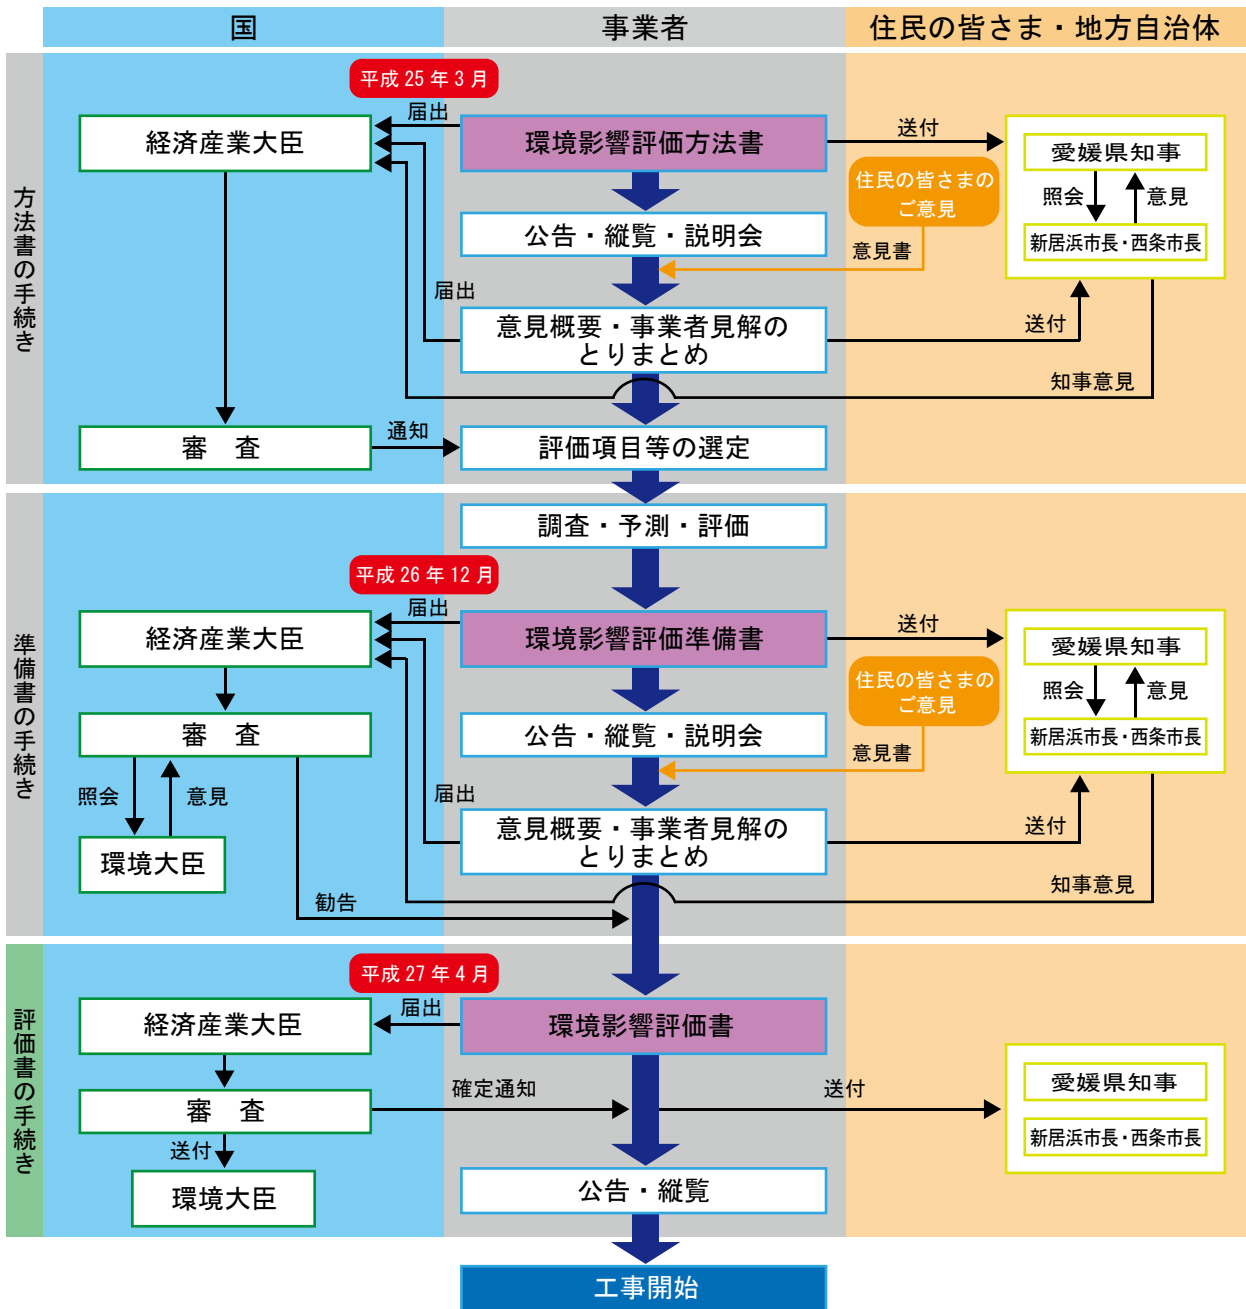 国
事業者
住民の皆さま・地方自治体
方法書の手続き
平成25年3月
届出
経済産業大臣
環境影響評価方法書
送付
愛媛県知事
照会
意見
新居浜市長・西条市長
住民の皆さまの
ご意見
公告・縦覧・説明会
意見書
届出
意見概要・事業者見解の
とりまとめ
送付
知事意見
審 査
通知
評価項目等の選定
準備書の手続き
調査・予測・評価
平成26年12月
届出
経済産業大臣
環境影響評価準備書
送付
愛媛県知事
照会
意見
新居浜市長・西条市長
住民の皆さまの
ご意見
審 査
公告・縦覧・説明会
意見書
照会
意見
届出
環境大臣
意見概要・事業者見解の
とりまとめ
送付
知事意見
勧告
評価書の手続き
平成27年4月
届出
経済産業大臣
環境影響評価書
審 査
確定通知
送付
愛媛県知事
新居浜市長・西条市長
送付
環境大臣
公告・縦覧
工事開始